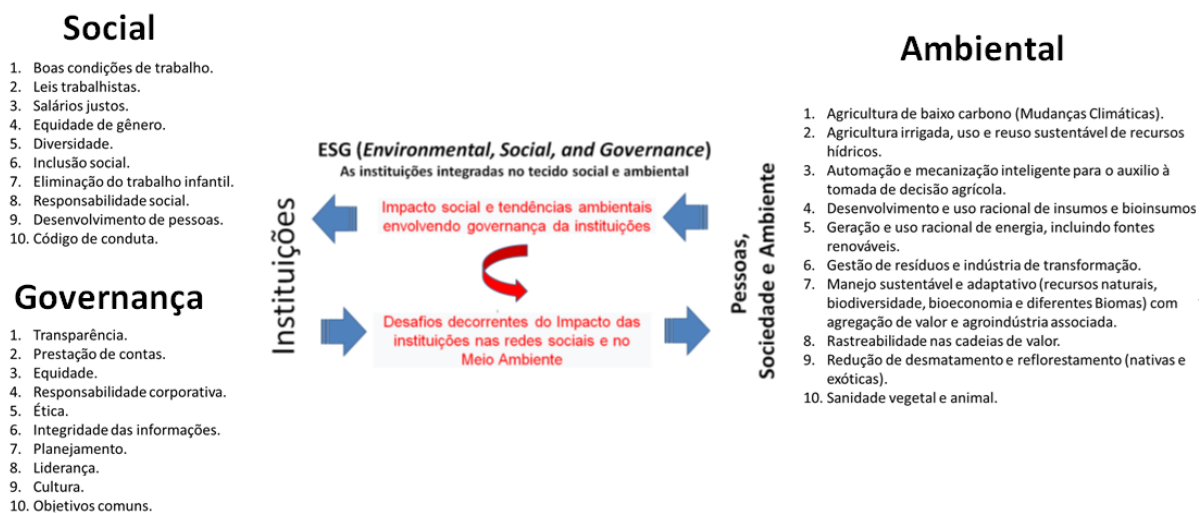 Social
1. Boas condições de trabalho.
2. Leis trabalhistas.
3. Salários justos.
4. Equidade de gênero.
5. Diversidade.
6. Inclusão social.
7. Eliminação do trabalho infantil.
8. Responsabilidade social.
9. Desenvolvimento de pessoas.
10. Código de conduta.
Governança
1. Transparência.
2. Prestação de contas.
3. Equidade.
4. Responsabilidade corporativa.
5. Ética.
6. Integridade das informações.
7. Planejamento.
8. Liderança.
9. Cultura.
10. Objetivos comuns.
ESG (Environmental, Social, and Governance)
As instituições integradas no tecido social e ambiental
Instituições
Impacto social e tendências ambientais
envolvendo governança da instituições
Desafios decorrentes do Impacto das
instituições nas redes sociais e no
Meio Ambiente
Pessoas,
Sociedade e Ambiente
Ambiental
1. Agricultura de baixo carbono (Mudanças Climáticas).
2. Agricultura irrigada, uso e reuso sustentável de recursos
hídricos.
3. Automação e mecanização inteligente para o auxilio à
tomada de decisão agrícola.
4. Desenvolvimento e uso racional de insumos e bioinsumos
5. Geração e uso racional de energia, incluindo fontes
renováveis.
6. Gestão de resíduos e indústria de transformação.
7. Manejo sustentável e adaptativo (recursos naturais,
biodiversidade, bioeconomia e diferentes Biomas) com
agregação de valor e agroindústria associada.
8. Rastreabilidade nas cadeias de valor.
9. Redução de desmatamento e reflorestamento (nativas e
exóticas).
10. Sanidade vegetal e animal.